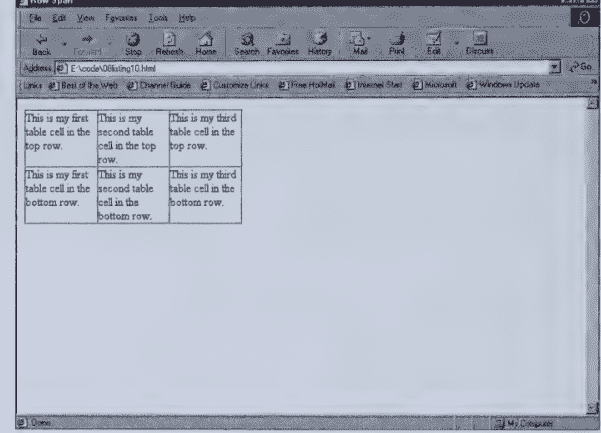 Row Span
File Edit View Favorites Tools Help
Back Forward Stop Refresh Home Search Favorites History Mail Print Edit Discuss
Address E:\code\08listing10.html Go
Links Best of the Web Channel Guide Customize Links Free HotMail Internet Start Microsoft Windows Update
This is my first
table cell in the
top row.
This is my
second table
cell in the top
row.
This is my third
table cell in the
top row.
This is my first
table cell in the
bottom row.
This is my
second table
cell in the
bottom row.
This is my third
table cell in the
bottom row.
Done My Computer